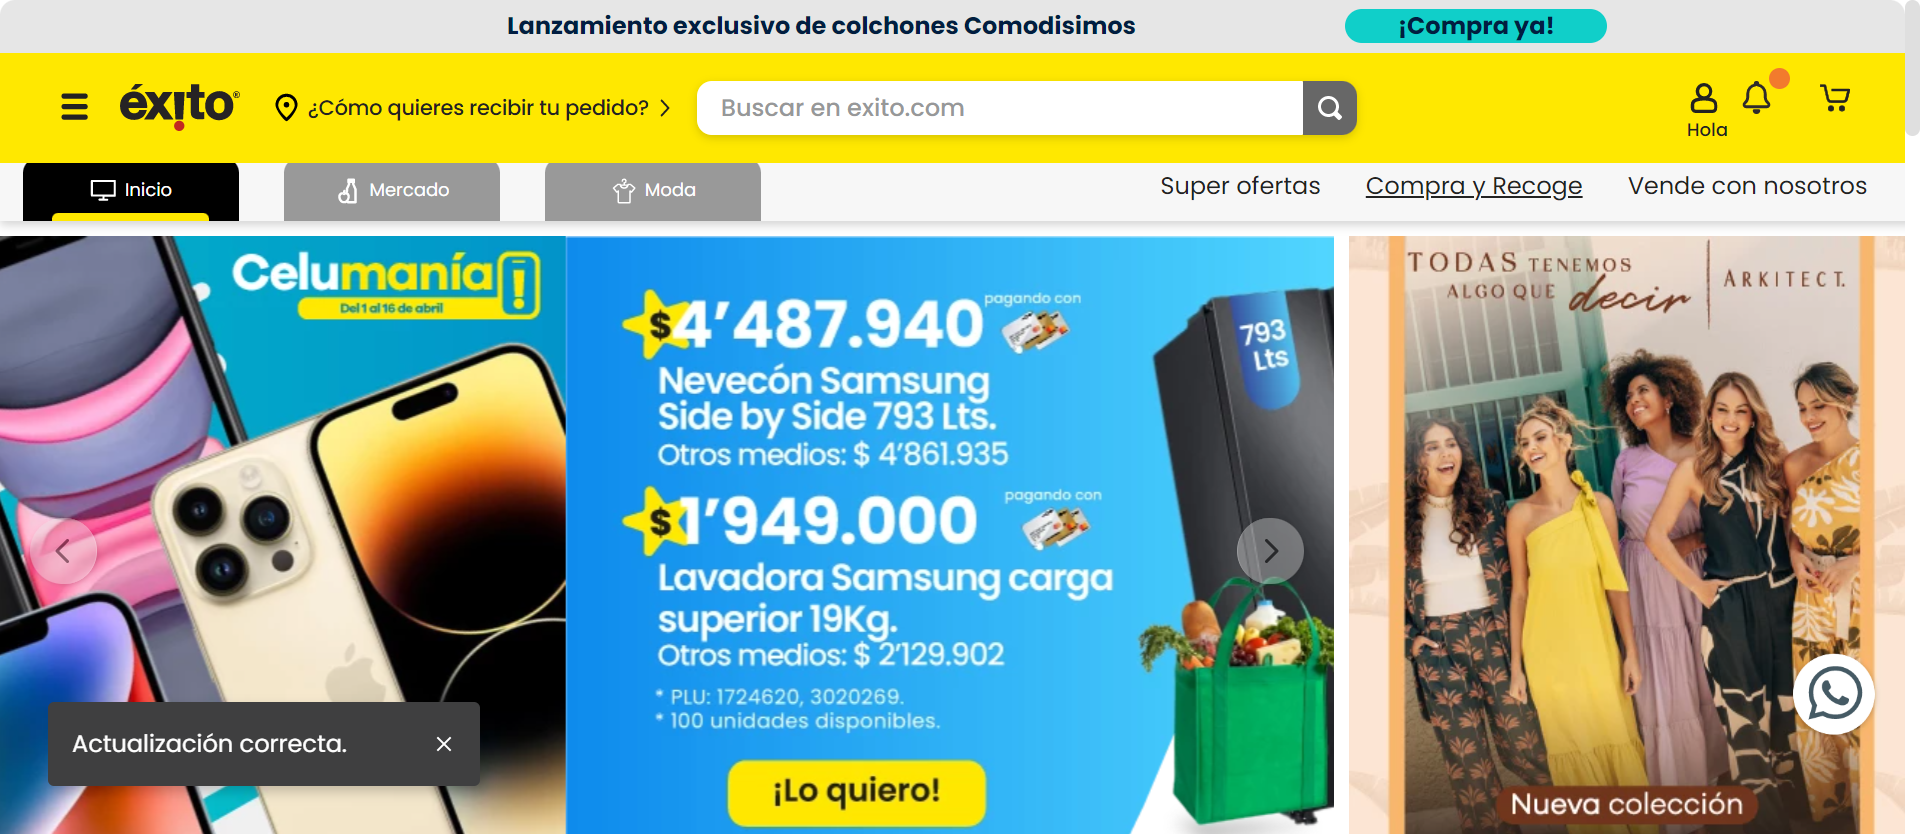 Lanzamiento exclusivo de colchones Comodisimos
¡Compra ya!
éxito®
¿Cómo quieres recibir tu pedido?
Buscar en exito.com
Hola
Inicio
Mercado
Moda
Super ofertas
Compra y Recoge
Vende con nosotros
Celumanía
Del 1 al 16 de abril
$4'487.940
pagando con
Nevecón Samsung
Side by Side 793 Lts.
Otros medios: $ 4'861.935
$1'949.000
pagando con
Lavadora Samsung carga
superior 19Kg.
Otros medios: $ 2'129.902
* PLU: 1724620, 3020269.
* 100 unidades disponibles.
¡Lo quiero!
793
Lts
TODAS TENEMOS
ALGO QUE decir
ARKITECT.
Nueva colección
Actualización correcta.